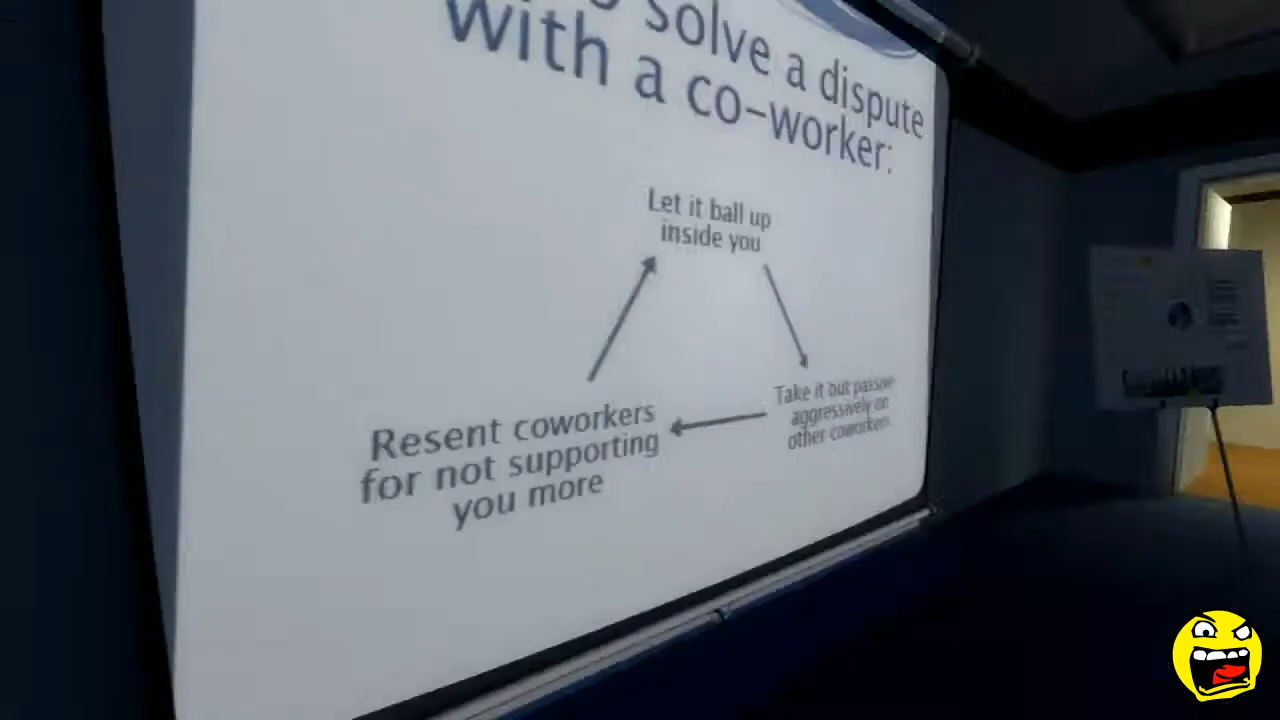 solve a dispute
with a co-worker:
Let it ball up
inside you
Take it out passive
aggressively on
other coworkers
Resent coworkers
for not supporting
you more